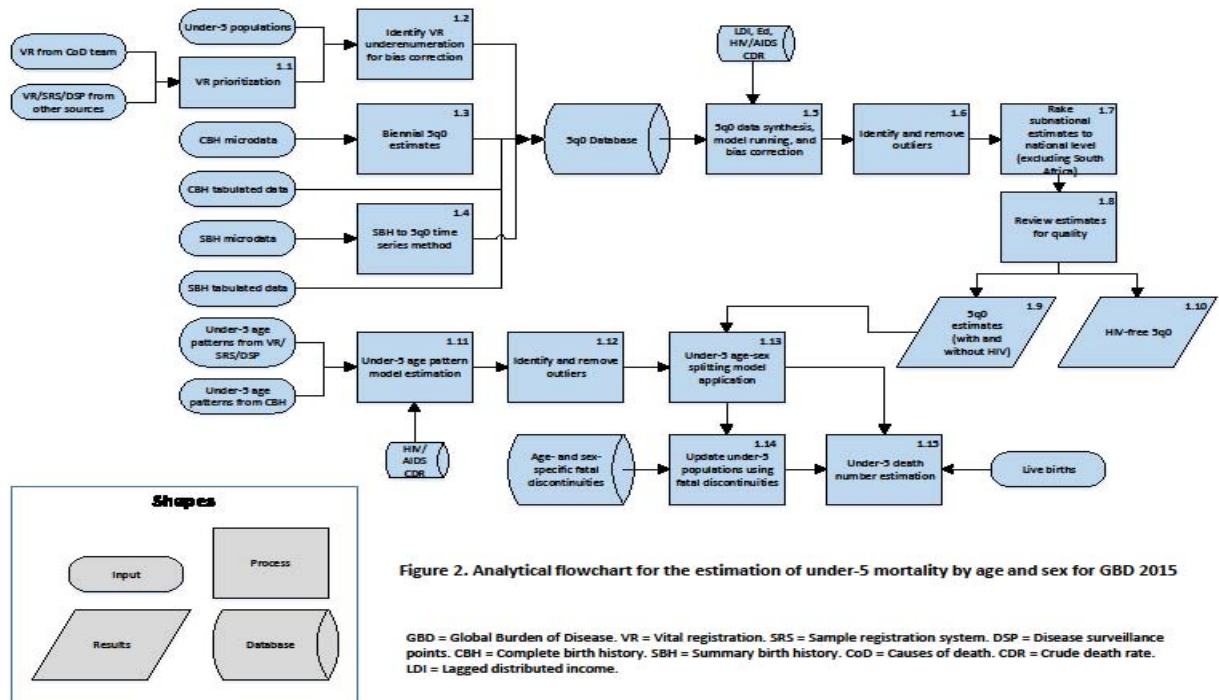 Under-5 populations
1.2
Identify VR
underenumeration
for bias correction
VR from CoD team
1.1
VR prioritization
VR/SRS/DSP from
other sources
LDI, Ed,
HIV/AIDS
CDR
CBH microdata
1.3
Biennial 5q0
estimates
5q0 Database
1.5
5q0 data synthesis,
model running, and
bias correction
1.6
Identify and remove
outliers
1.7
Rake
subnational
estimates to
national level
(excluding South
Africa)
CBH tabulated data
1.4
SBH to 5q0 time
series method
SBH microdata
1.8
Review estimates
for quality
SBH tabulated data
1.9
5q0
estimates
(with and
without HIV)
1.10
HIV-free 5q0
Under-5 age
patterns from VR/
SRS/DSP
1.11
Under-5 age pattern
model estimation
1.12
Identify and remove
outliers
1.13
Under-5 age-sex
splitting model
application
Under-5 age
patterns from CBH
HIV/
AIDS
CDR
Age- and sex-
specific fatal
discontinuities
1.14
Update under-5
populations using
fatal discontinuities
1.15
Under-5 death
number estimation
Live births
Shapes
Input
Process
Results
Database
Figure 2. Analytical flowchart for the estimation of under-5 mortality by age and sex for GBD 2015
GBD = Global Burden of Disease. VR = Vital registration. SRS = Sample registration system. DSP = Disease surveillance
points. CBH = Complete birth history. SBH = Summary birth history. CoD = Causes of death. CDR = Crude death rate.
LDI = Lagged distributed income.